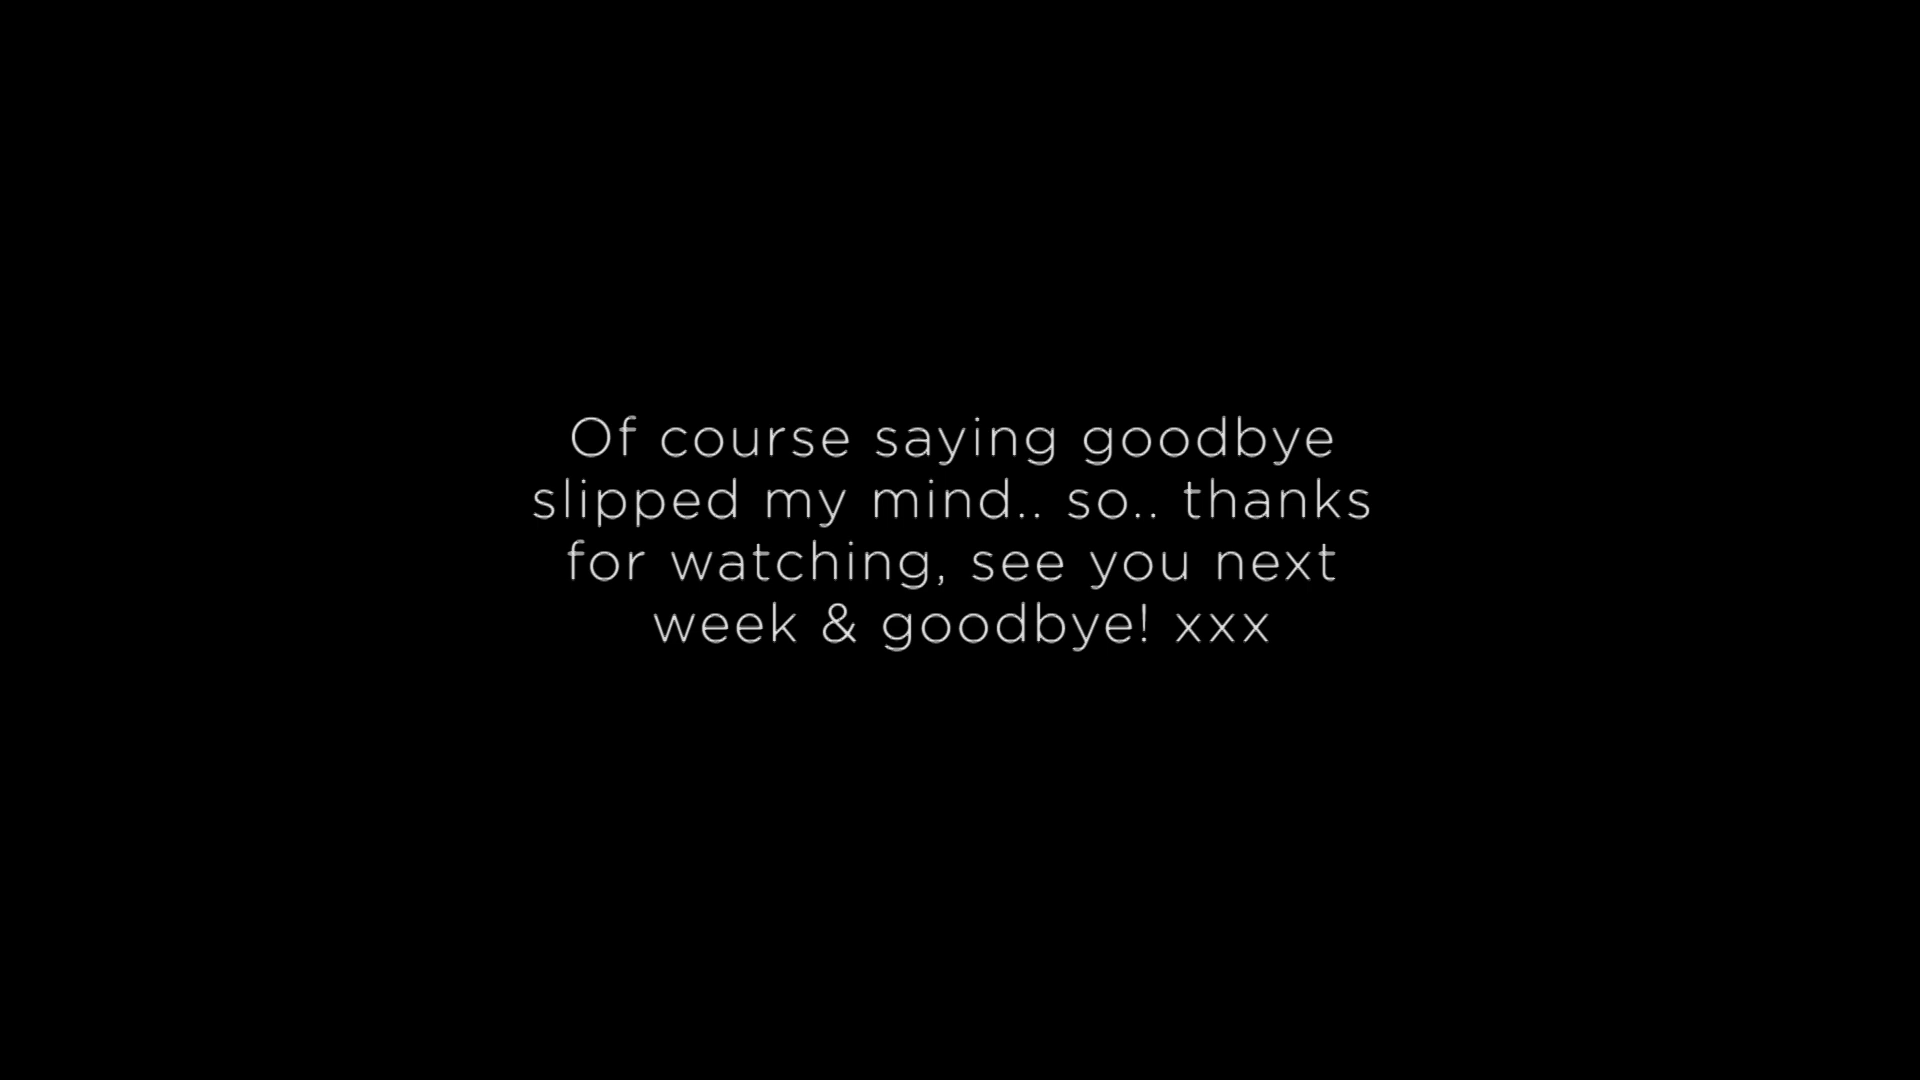 Of course saying goodbye
slipped my mind.. so.. thanks
for watching, see you next
week & goodbye! xxx